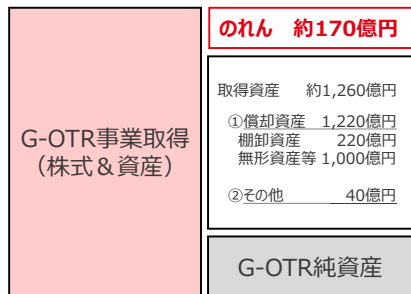 G-OTR事業取得
（株式＆資産）
のれん　約170億円
取得資産　　約1,260億円
①償却資産　1,220億円
棚卸資産　　220億円
無形資産等 1,000億円
②その他　　　40億円
G-OTR純資産